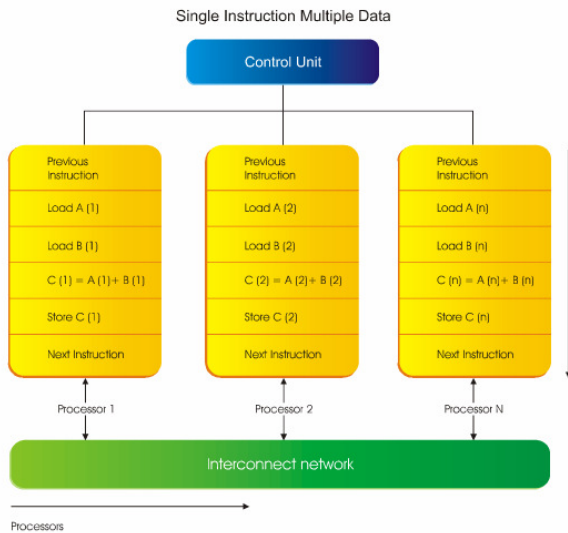 Single Instruction Multiple Data
Control Unit
Previous
Instruction
Load A (1)
Load B (1)
C (1) = A (1)+ B (1)
Store C (1)
Next Instruction
Previous
Instruction
Load A (2)
Load B (2)
C (2) = A (2)+ B (2)
Store C (2)
Next Instruction
Previous
Instruction
Load A (n)
Load B (n)
C (n) = A (n)+ B (n)
Store C (n)
Next Instruction
Processor 1
Processor 2
Processor N
Interconnect network
Processors